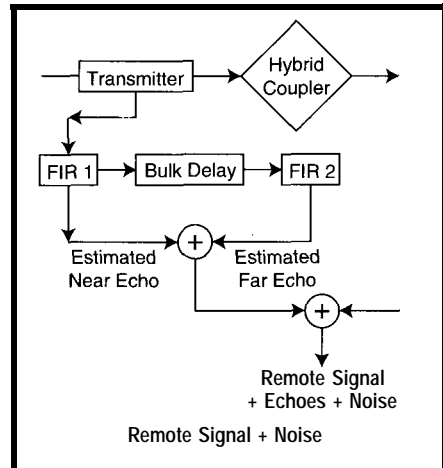 Hybrid
Coupler
Transmitter
FIR 1
Bulk Delay
FIR 2
+
Estimated
Near Echo
Estimated
Far Echo
+
Remote Signal
+ Echoes + Noise
Remote Signal + Noise